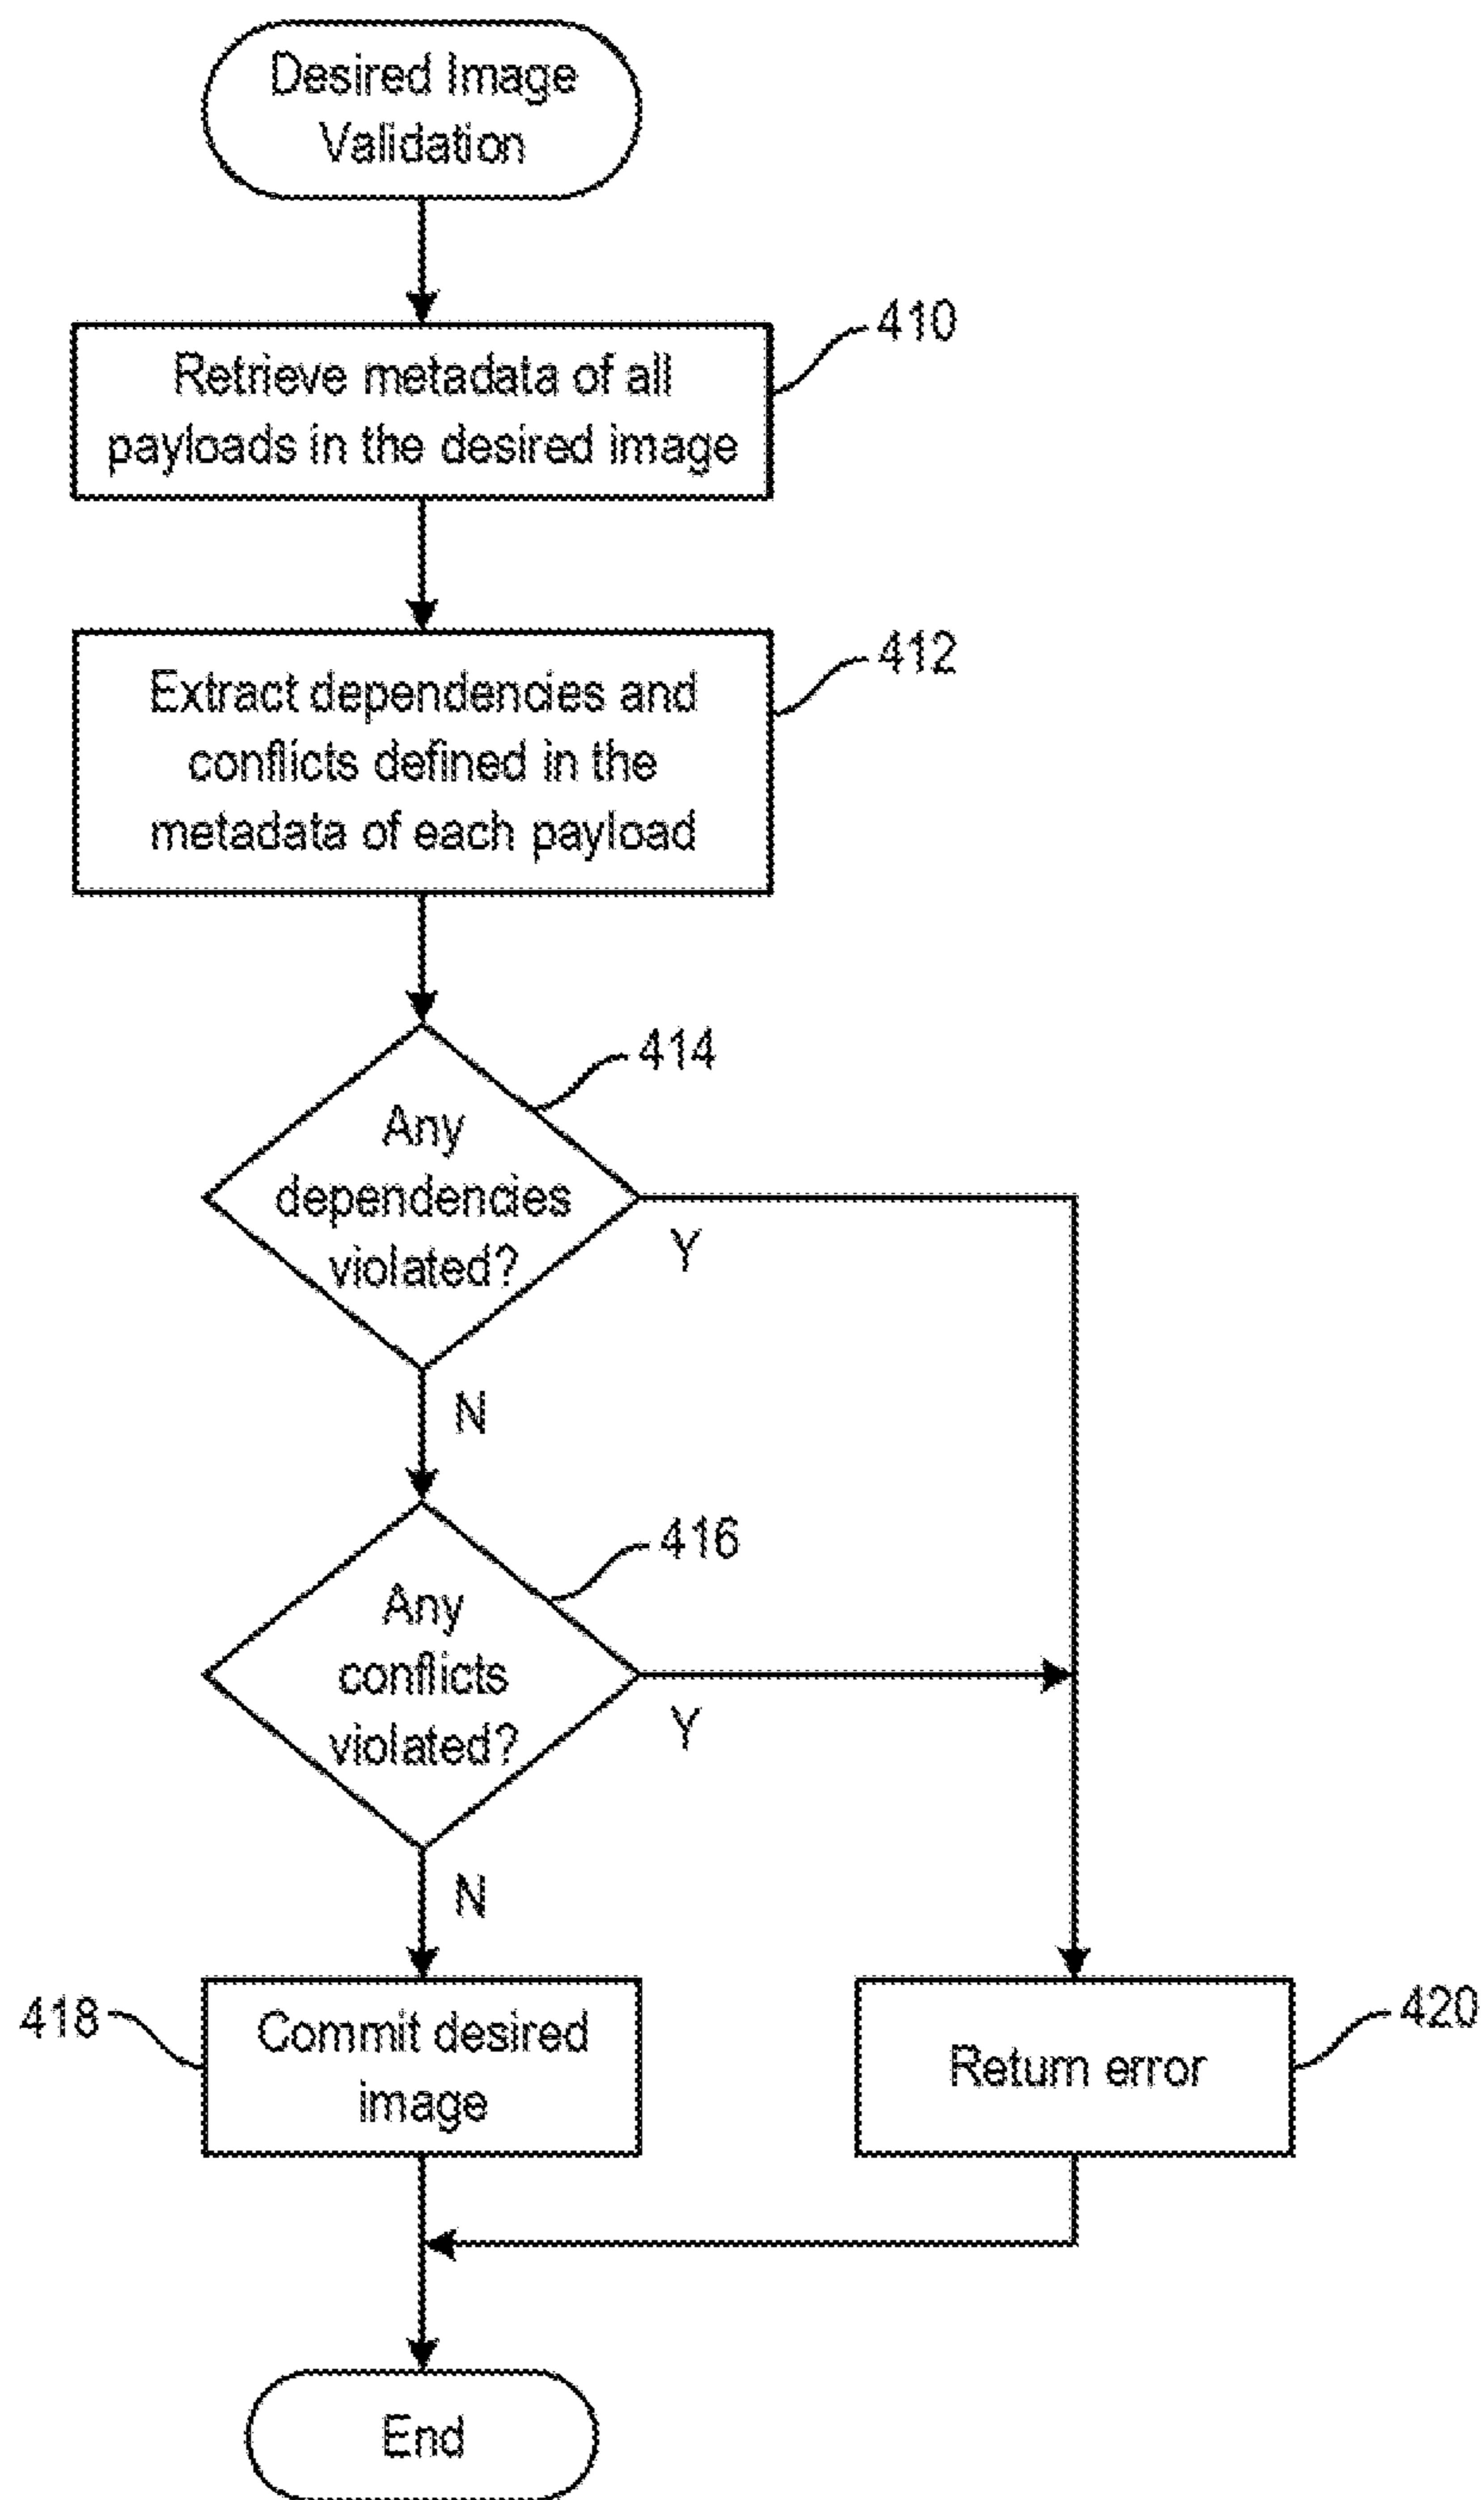 Desired Image
Validation
410
Retrieve metadata of all
payloads in the desired image
412
Extract dependencies and
conflicts defined in the
metadata of each payload
414
Any
dependencies
violated?
Y
N
416
Any
conflicts
violated?
Y
N
418
Commit desired
image
Return error
420
End